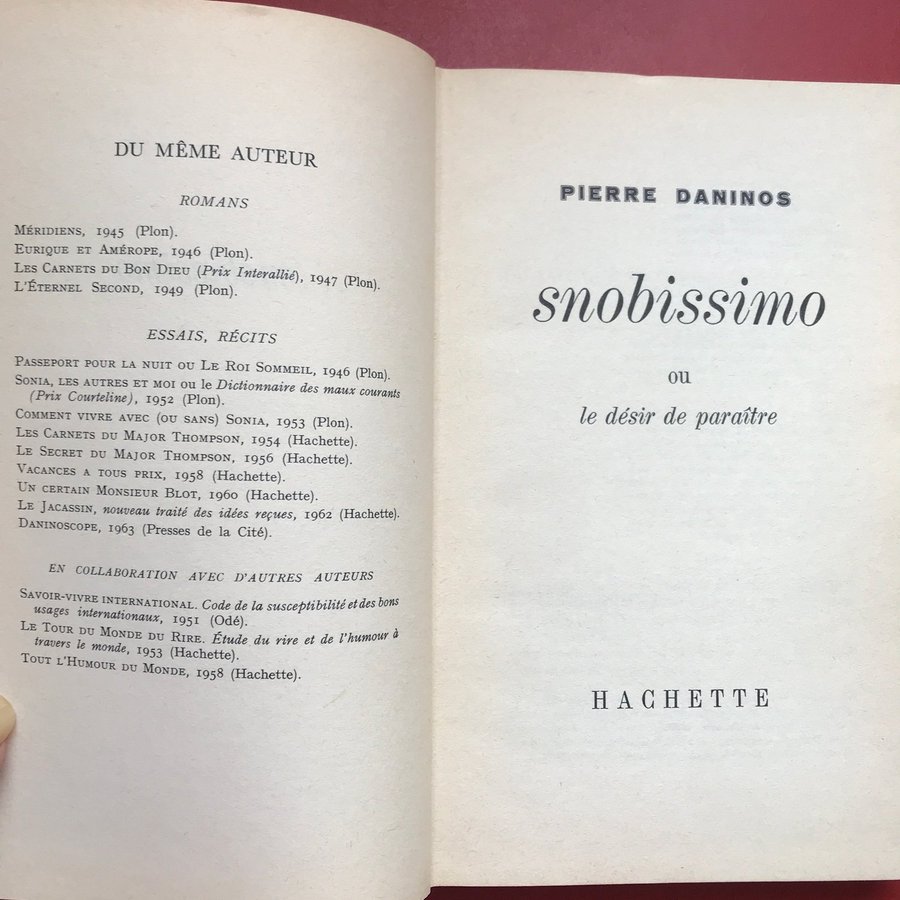 DU MÊME AUTEUR
ROMANS
MÉRIDIENS, 1945 (Plon).
EURIQUE ET AMÉROPE, 1946 (Plon).
LES CARNETS DU BON DIEU (Prix Interallié), 1947 (Plon).
L'ÉTERNEL SECOND, 1949 (Plon).
ESSAIS, RÉCITS
PASSEPORT POUR LA NUIT OU LE ROI SOMMEIL, 1946 (Plon).
SONIA, LES AUTRES ET MOI ou le Dictionnaire des maux courants
(Prix Courteline), 1952 (Plon).
COMMENT VIVRE AVEC (OU SANS) SONIA, 1953 (Plon).
LES CARNETS DU MAJOR THOMPSON, 1954 (Hachette).
LE SECRET DU MAJOR THOMPSON, 1956 (Hachette).
VACANCES A TOUS PRIX, 1958 (Hachette).
UN CERTAIN MONSIEUR BLOT, 1960 (Hachette).
LE JACASSIN, nouveau traité des idées reçues, 1962 (Hachette).
DANINOSCOPE, 1963 (Presses de la Cité).
EN COLLABORATION AVEC D'AUTRES AUTEURS
SAVOIR-VIVRE INTERNATIONAL. Code de la susceptibilité et des bons
usages internationaux, 1951 (Odé).
LE TOUR DU MONDE DU RIRE. Étude du rire et de l'humour à
travers le monde, 1953 (Hachette).
TOUT L'HUMOUR DU MONDE, 1958 (Hachette).
PIERRE DANINOS
snobissimo
ou
le désir de paraître
HACHETTE